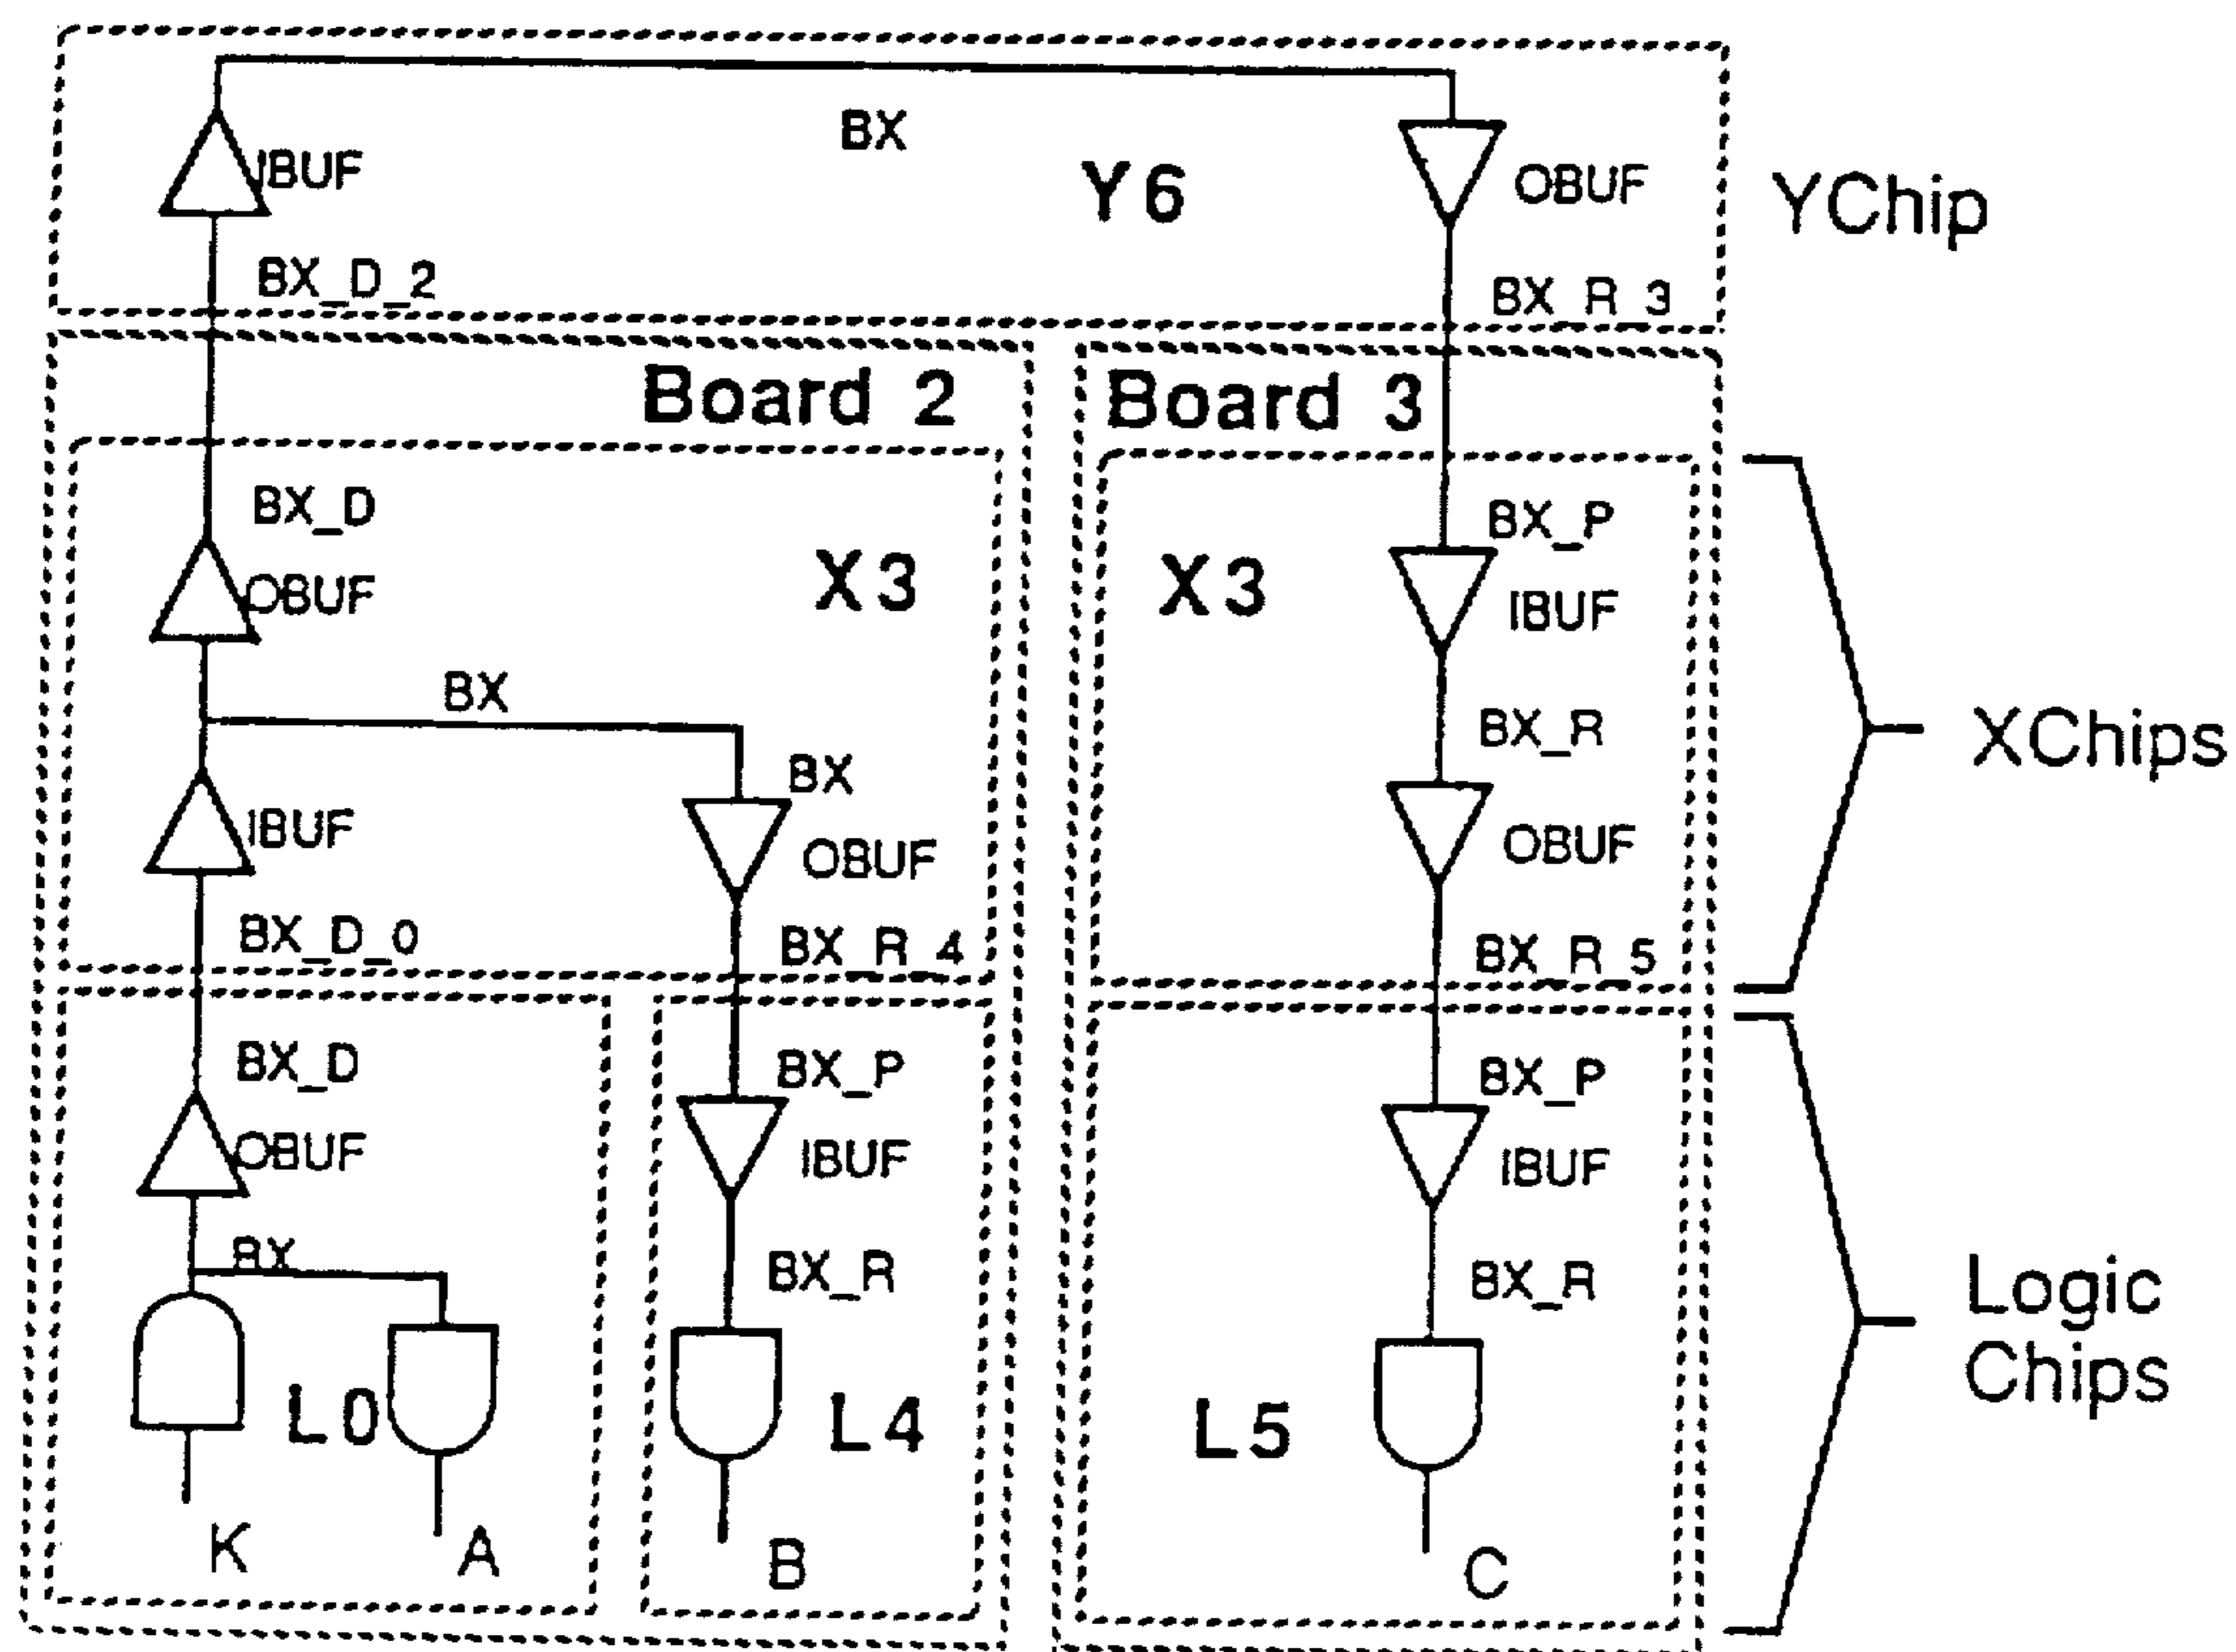 BX
IBUF
Y6
OBUF
YChip
BX_D_2
BX_R_3
Board 2
Board 3
BX_D
BX_P
OBUF
X3
X3
IBUF
BX
BX_R
XChips
BX
IBUF
OBUF
OBUF
BX_D_0
BX_R_4
BX_R_5
BX_D
BX_P
BX_P
OBUF
IBUF
IBUF
BX
BX_R
BX_R
Logic
Chips
L0
L4
L5
K
A
B
C